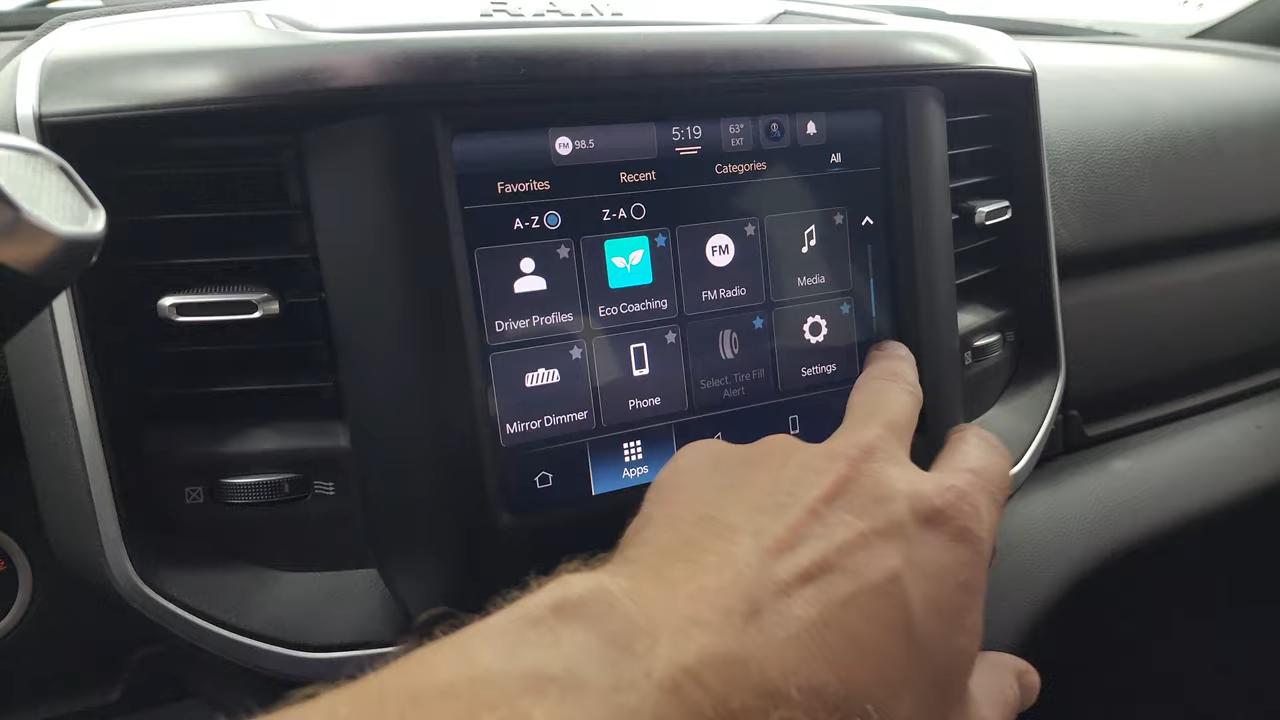 RAM
FM 98.5
5:19
63°
EXT
Favorites
Recent
Categories
All
A-Z
Z-A
Driver Profiles
Eco Coaching
FM
FM Radio
Media
Mirror Dimmer
Phone
Select. Tire Fill
Alert
Settings
Apps